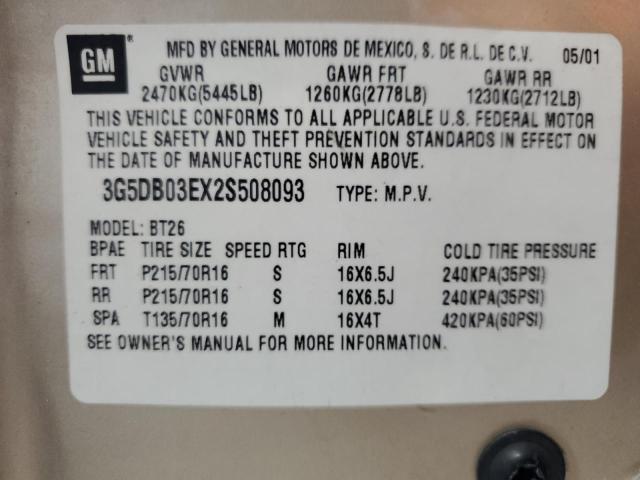 GM ® MFD BY GENERAL MOTORS DE MEXICO, S. DE R.L. DE C.V. 05/01
GVWR GAWR FRT GAWR RR
2470KG(5445LB) 1260KG(2778LB) 1230KG(2712LB)
THIS VEHICLE CONFORMS TO ALL APPLICABLE U.S. FEDERAL MOTOR
VEHICLE SAFETY AND THEFT PREVENTION STANDARDS IN EFFECT ON
THE DATE OF MANUFACTURE SHOWN ABOVE.
3G5DB03EX2S508093 TYPE: M.P.V.
MODEL: BT26
BPAE TIRE SIZE SPEED RTG RIM COLD TIRE PRESSURE
FRT P215/70R16 S 16X6.5J 240KPA(35PSI)
RR P215/70R16 S 16X6.5J 240KPA(35PSI)
SPA T135/70R16 M 16X4T 420KPA(60PSI)
SEE OWNER'S MANUAL FOR MORE INFORMATION.